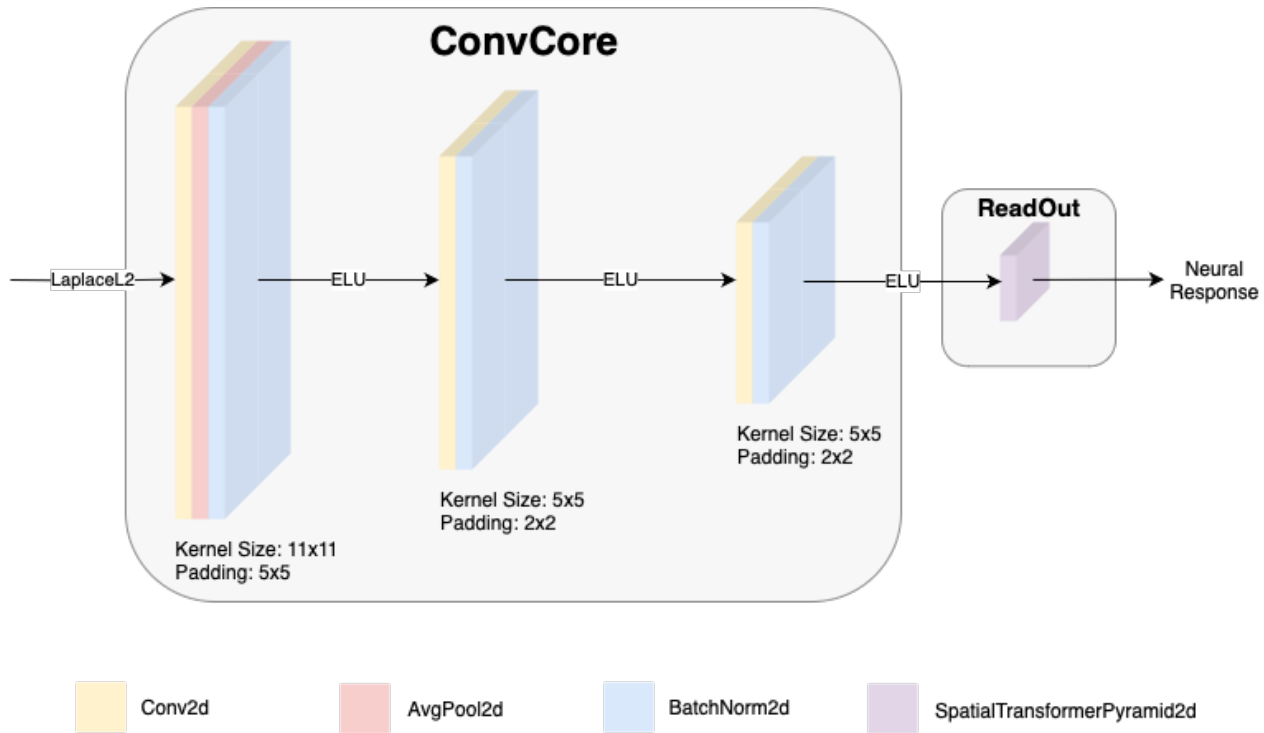 ConvCore
ReadOut
LaplaceL2
ELU
ELU
ELU
Neural
Response
Kernel Size: 5x5
Padding: 2x2
Kernel Size: 5x5
Padding: 2x2
Kernel Size: 11x11
Padding: 5x5
Conv2d
AvgPool2d
BatchNorm2d
SpatialTransformerPyramid2d